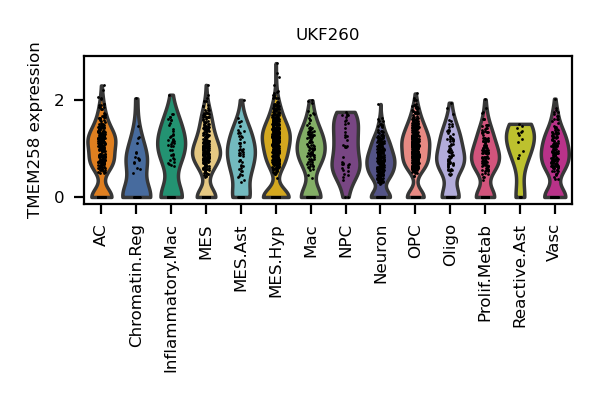 UKF260
TMEM258 expression
2
0
AC
Chromatin.Reg
Inflammatory.Mac
MES
MES.Ast
MES.Hyp
Mac
NPC
Neuron
OPC
Oligo
Prolif.Metab
Reactive.Ast
Vasc